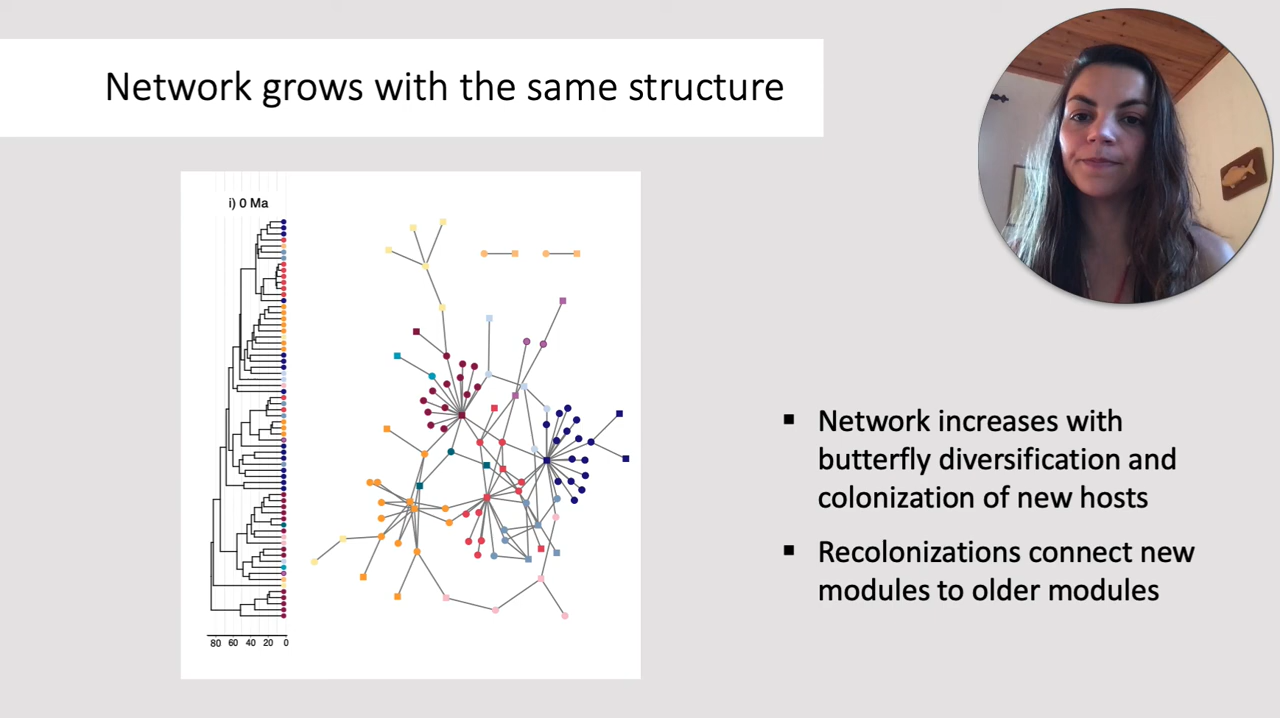 Network grows with the same structure
i) 0 Ma
80 60 40 20 0
▪ Network increases with
butterfly diversification and
colonization of new hosts
▪ Recolonizations connect new
modules to older modules